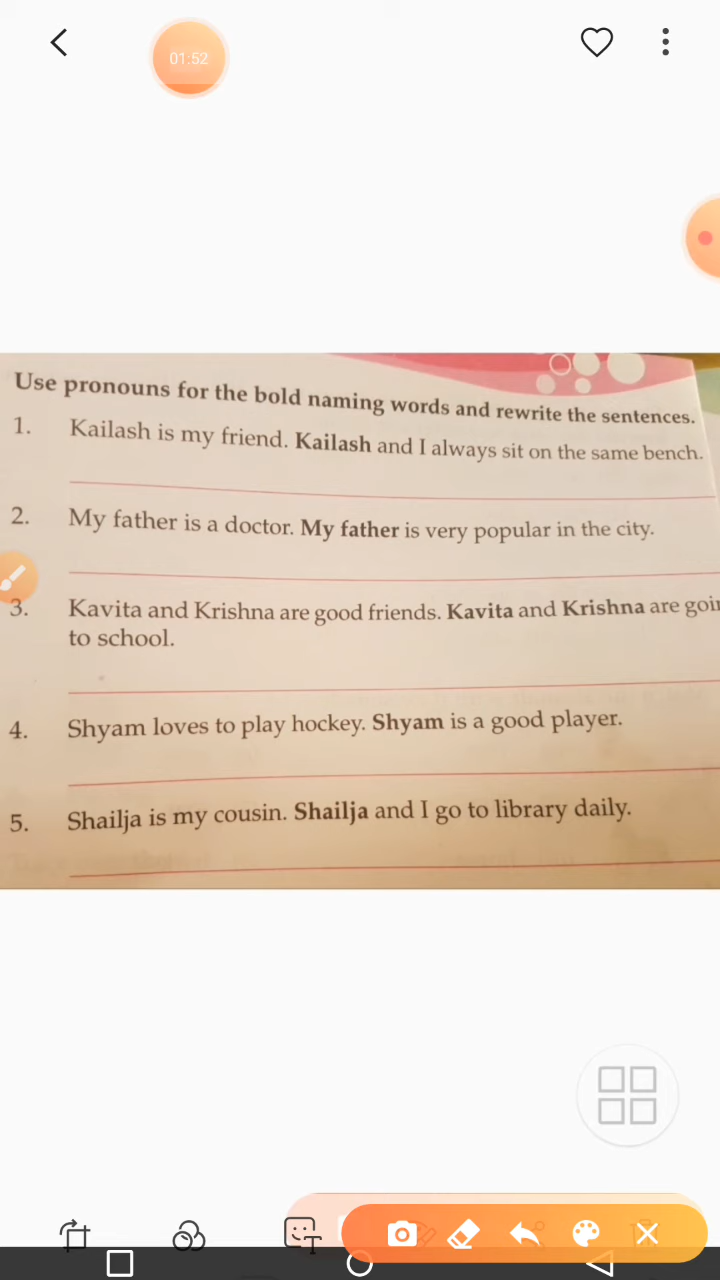 01:52
Use pronouns for the bold naming words and rewrite the sentences.
1. Kailash is my friend. Kailash and I always sit on the same bench.
2. My father is a doctor. My father is very popular in the city.
3. Kavita and Krishna are good friends. Kavita and Krishna are goin
to school.
4. Shyam loves to play hockey. Shyam is a good player.
5. Shailja is my cousin. Shailja and I go to library daily.